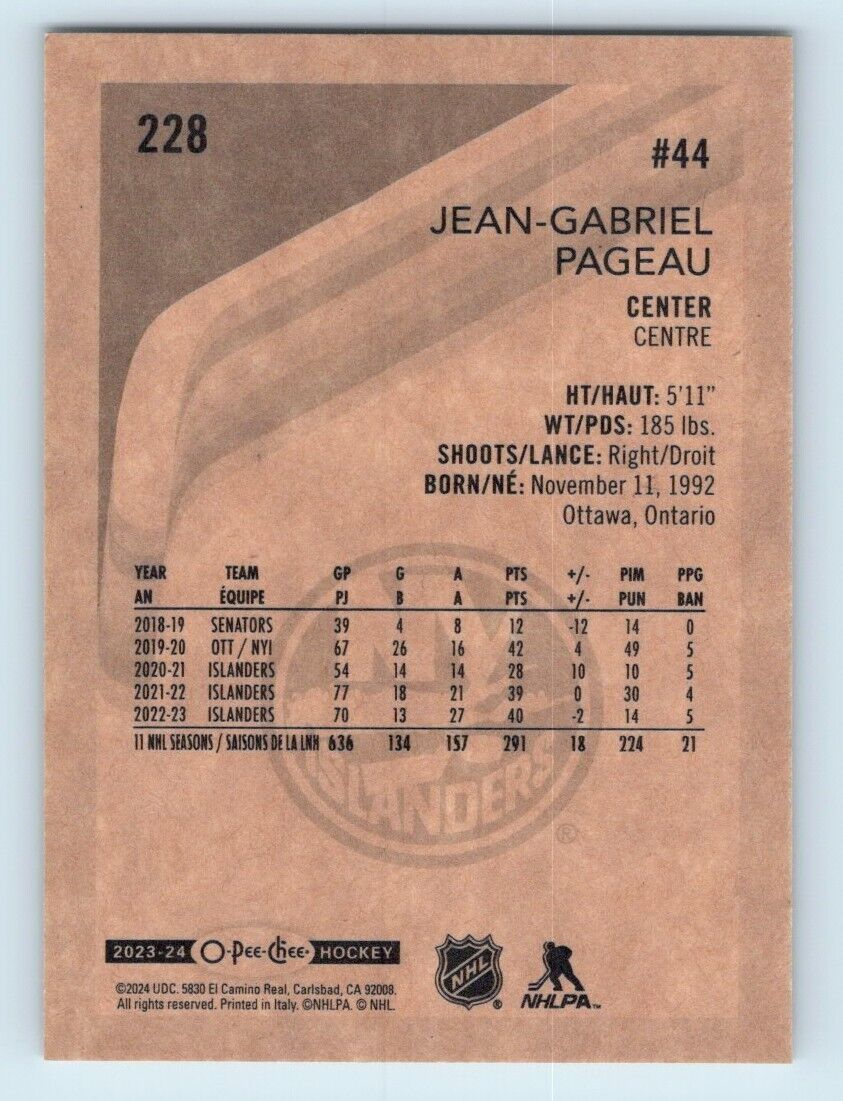 228
#44
JEAN-GABRIEL
PAGEAU
CENTER
CENTRE
HT/HAUT: 5'11"
WT/PDS: 185 lbs.
SHOOTS/LANCE: Right/Droit
BORN/NÉ: November 11, 1992
Ottawa, Ontario
YEAR TEAM GP G A PTS +/- PIM PPG
AN ÉQUIPE PJ B A PTS +/- PUN BAN
2018-19 SENATORS 39 4 8 12 -12 14 0
2019-20 OTT / NYI 67 26 16 42 4 49 5
2020-21 ISLANDERS 54 14 14 28 10 10 5
2021-22 ISLANDERS 77 18 21 39 0 30 4
2022-23 ISLANDERS 70 13 27 40 -2 14 5
11 NHL SEASONS / SAISONS DE LA LNH 636 134 157 291 18 224 21
ISLANDERS
®
2023-24 O-Pee-Chee HOCKEY
©2024 UDC. 5830 El Camino Real, Carlsbad, CA 92008.
All rights reserved. Printed in Italy. ©NHLPA. © NHL.
NHL ®
NHLPA™